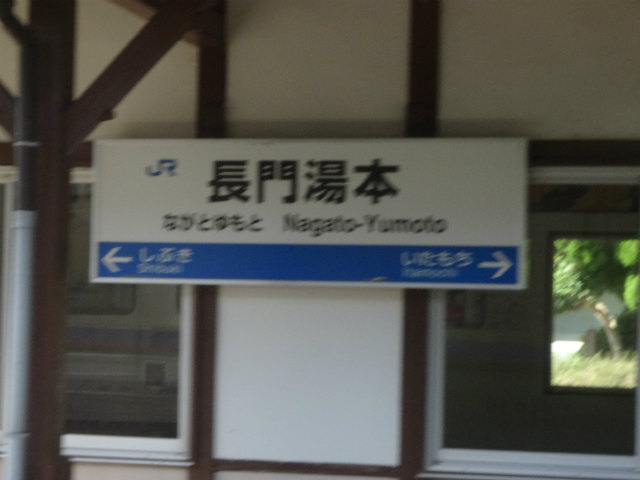 JR 長門湯本
ながとゆもと Nagato-Yumoto
← しぶき いたもち →
Shibuki Itamochi